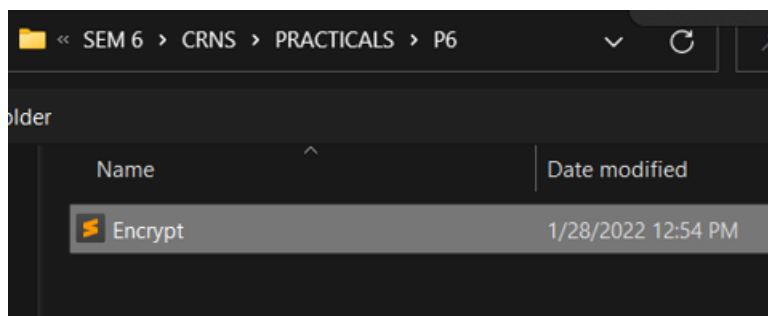 « SEM 6 > CRNS > PRACTICALS > P6
older
Name Date modified
Encrypt 1/28/2022 12:54 PM